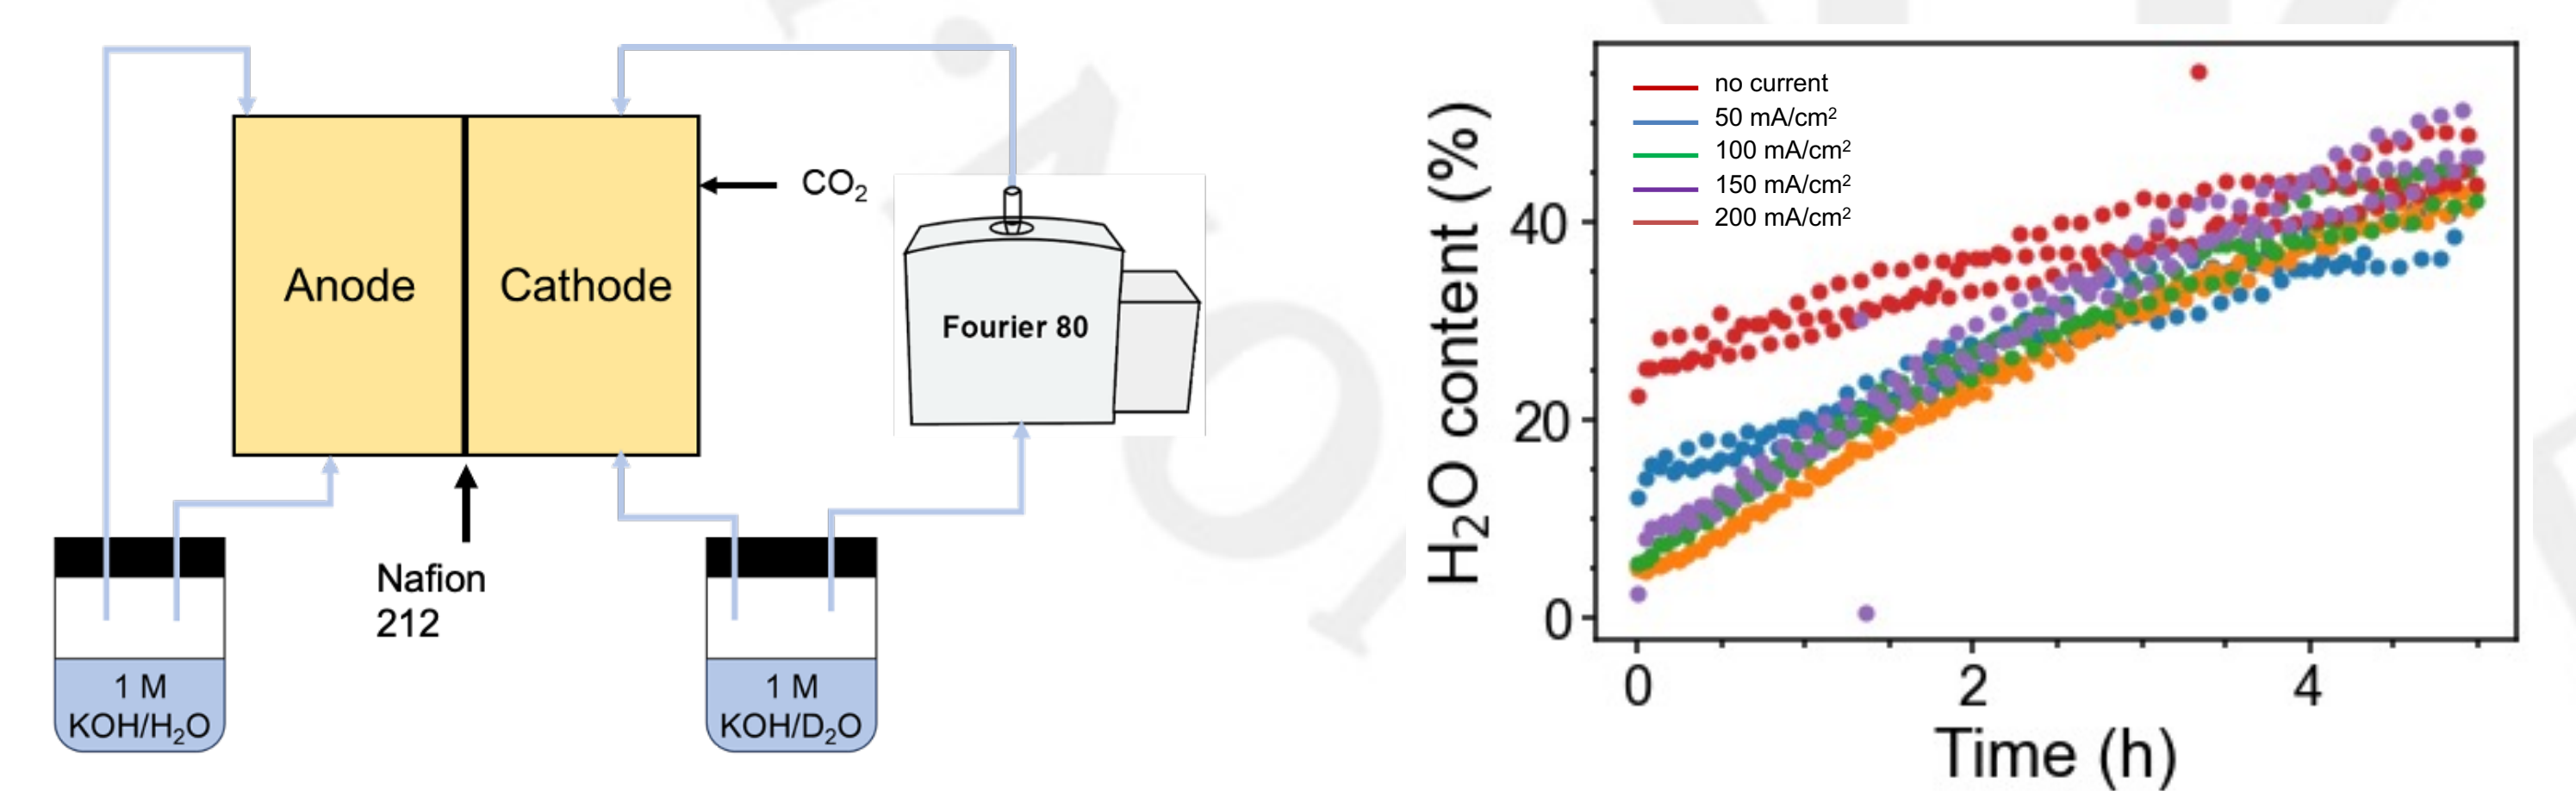 Anode
Cathode
CO₂
Fourier 80
Nafion
212
1 M
KOH/H₂O
1 M
KOH/D₂O
H₂O content (%)
no current
50 mA/cm²
100 mA/cm²
150 mA/cm²
200 mA/cm²
40
20
0
0
2
4
Time (h)